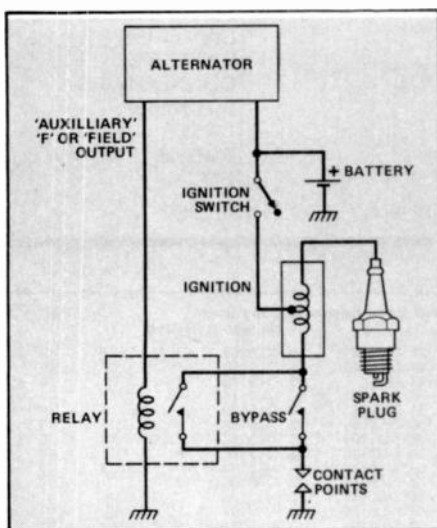 ALTERNATOR
'AUXILLIARY'
'F' OR 'FIELD'
OUTPUT
+ BATTERY
IGNITION
SWITCH
IGNITION
SPARK
PLUG
RELAY
BYPASS
CONTACT
POINTS